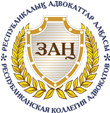 РЕСПУБЛИКАЛЫҚ АДВОКАТТАР АЛҚАСЫ
ЗАҢ
РЕСПУБЛИКАНСКАЯ КОЛЛЕГИЯ АДВОКАТОВ